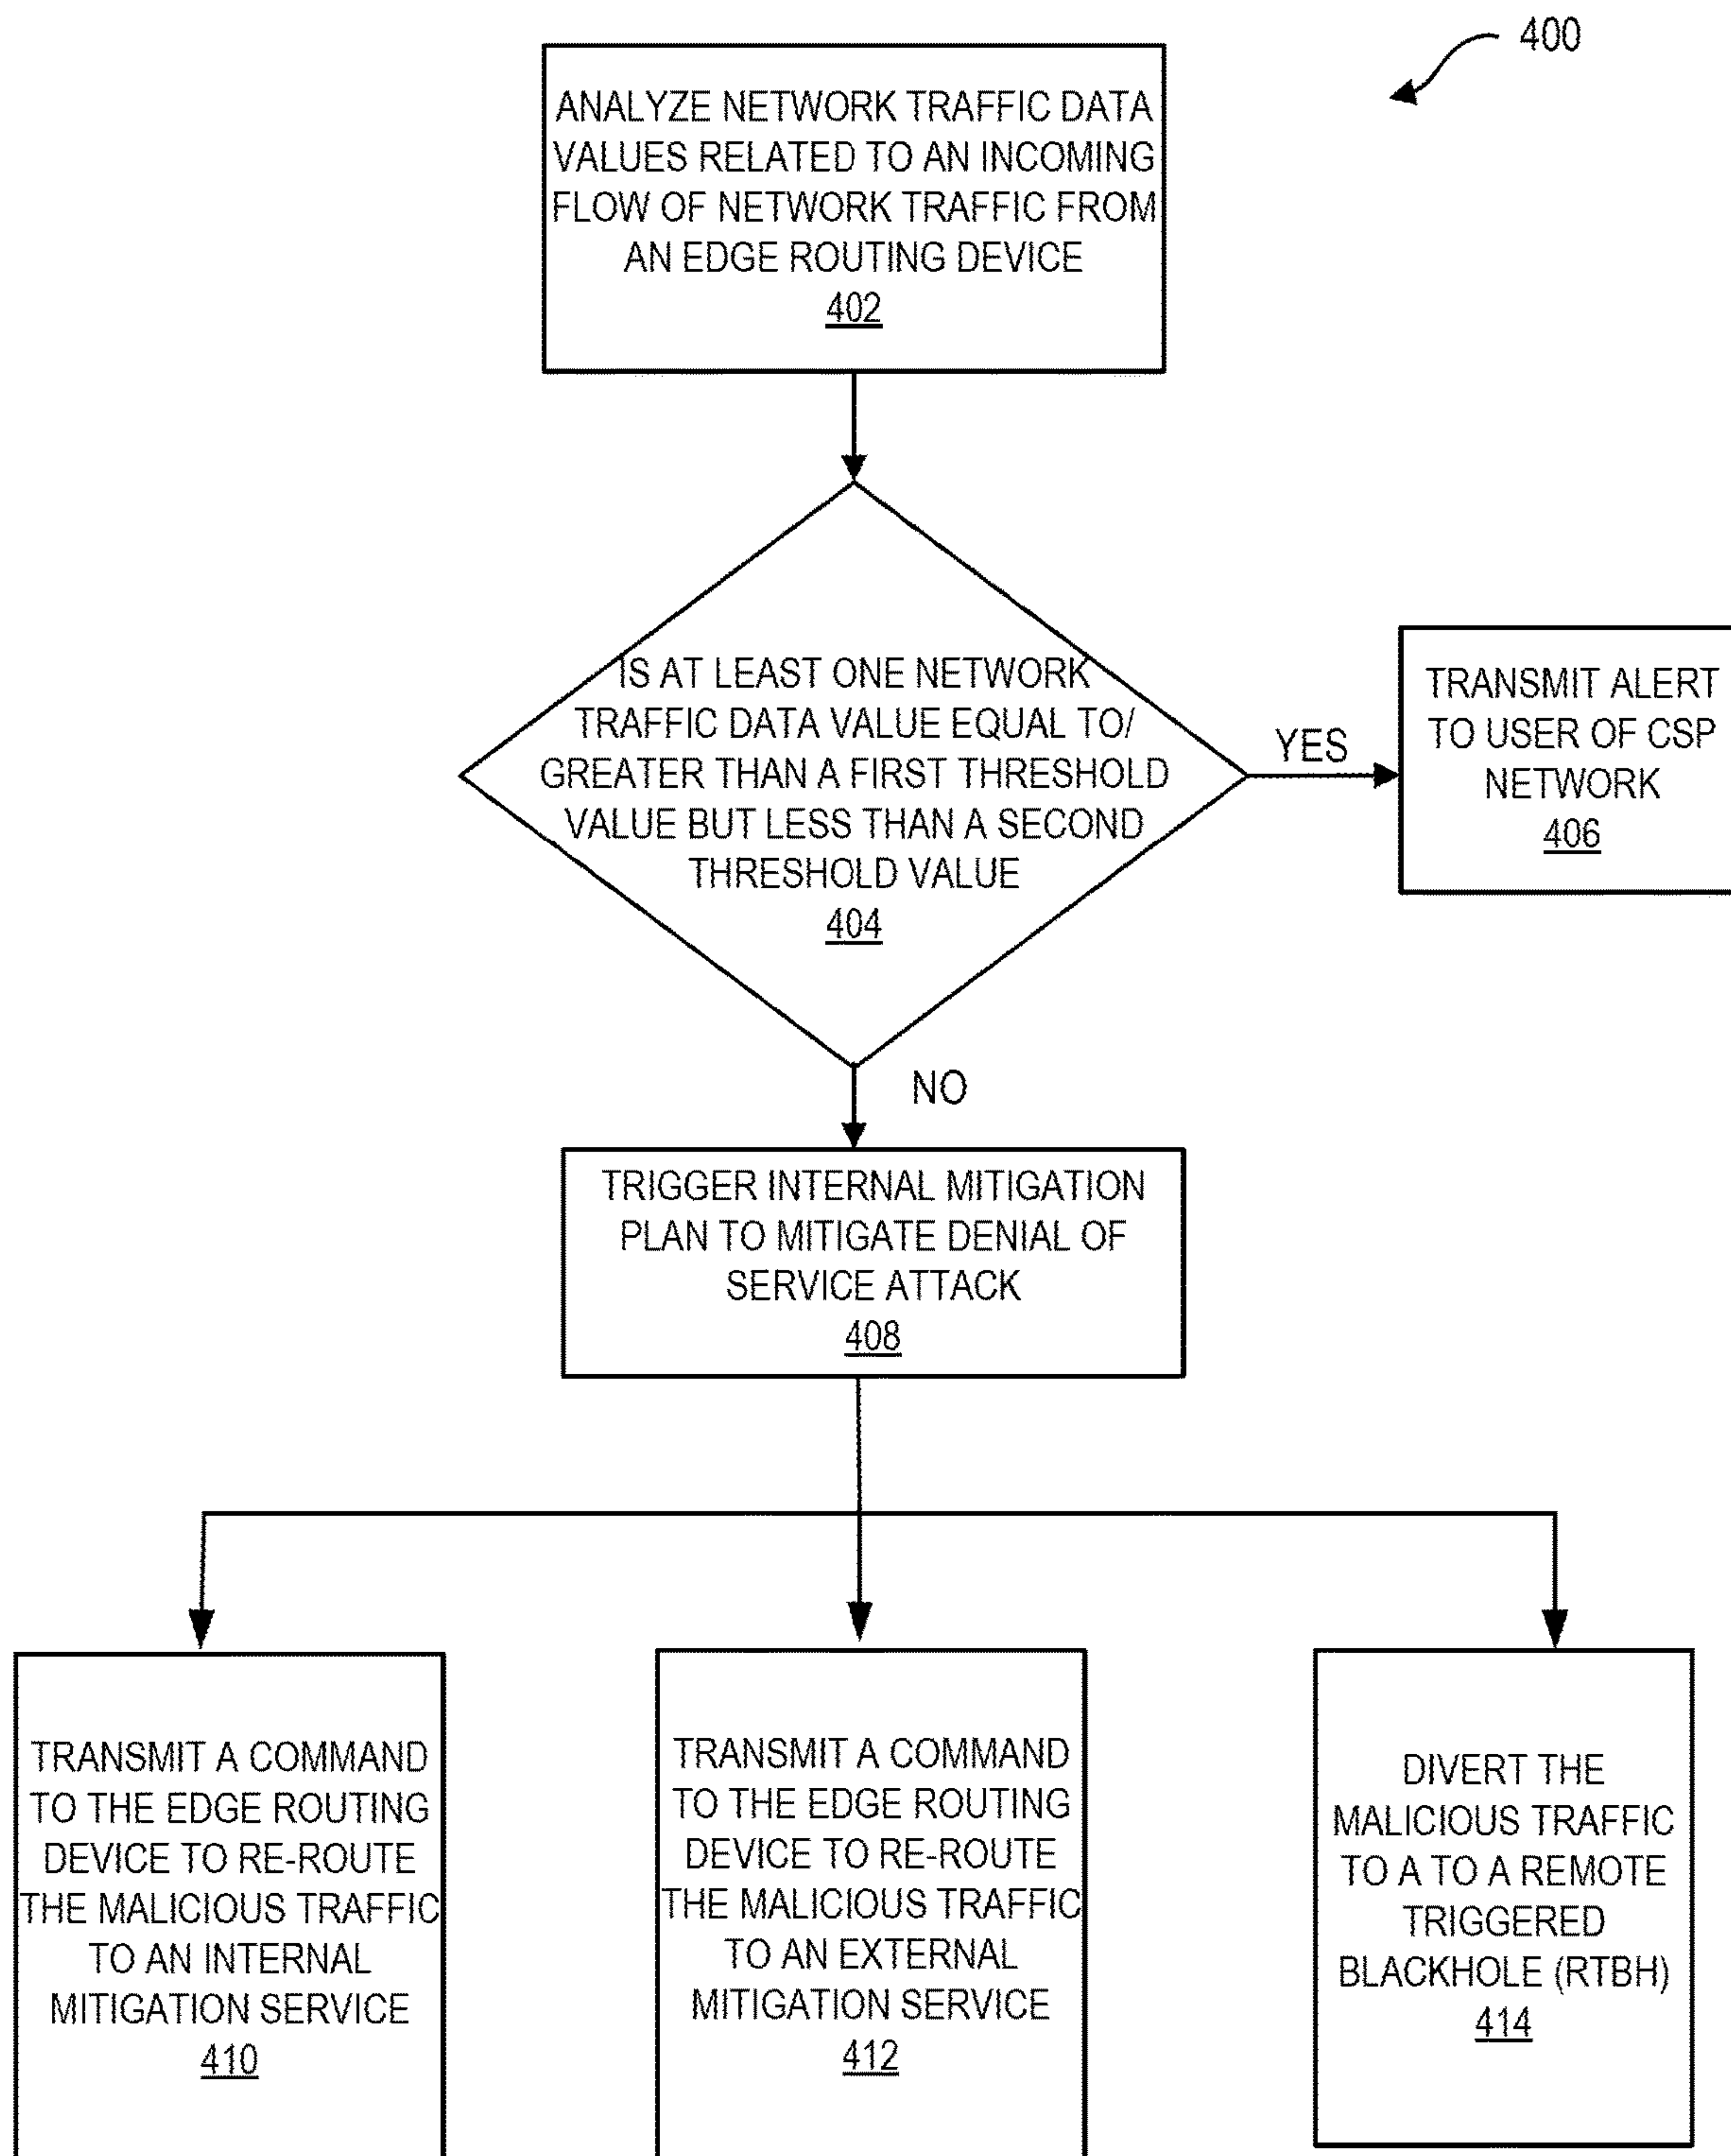 400
ANALYZE NETWORK TRAFFIC DATA
VALUES RELATED TO AN INCOMING
FLOW OF NETWORK TRAFFIC FROM
AN EDGE ROUTING DEVICE
402
IS AT LEAST ONE NETWORK
TRAFFIC DATA VALUE EQUAL TO/
GREATER THAN A FIRST THRESHOLD
VALUE BUT LESS THAN A SECOND
THRESHOLD VALUE
404
YES
TRANSMIT ALERT
TO USER OF CSP
NETWORK
406
NO
TRIGGER INTERNAL MITIGATION
PLAN TO MITIGATE DENIAL OF
SERVICE ATTACK
408
TRANSMIT A COMMAND
TO THE EDGE ROUTING
DEVICE TO RE-ROUTE
THE MALICIOUS TRAFFIC
TO AN INTERNAL
MITIGATION SERVICE
410
TRANSMIT A COMMAND
TO THE EDGE ROUTING
DEVICE TO RE-ROUTE
THE MALICIOUS TRAFFIC
TO AN EXTERNAL
MITIGATION SERVICE
412
DIVERT THE
MALICIOUS TRAFFIC
TO A TO A REMOTE
TRIGGERED
BLACKHOLE (RTBH)
414